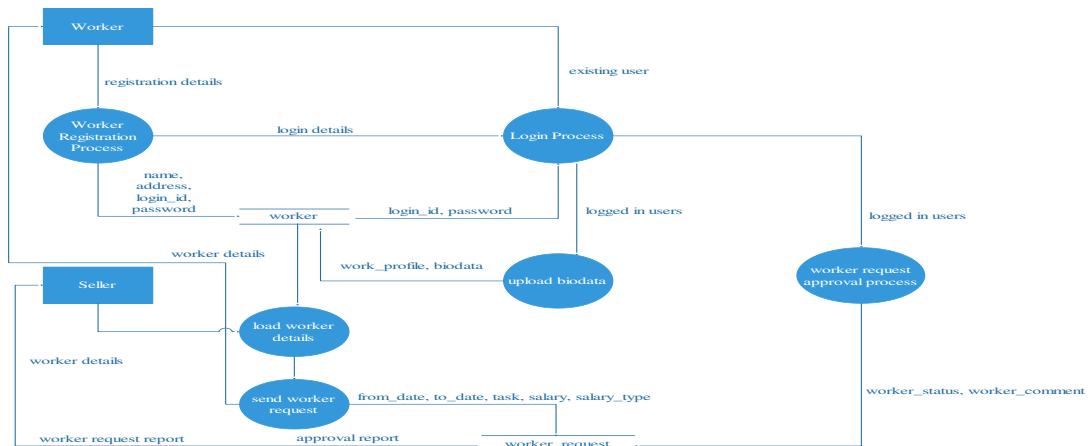 Worker
existing user
registration details
Worker
Registration
Process
login details
Login Process
name,
address,
login_id,
password
worker
login_id, password
logged in users
logged in users
worker details
work_profile, biodata
upload biodata
worker request
approval process
Seller
load worker
details
worker details
send worker
request
from_date, to_date, task, salary, salary_type
worker_status, worker_comment
worker request report
approval report
worker_request